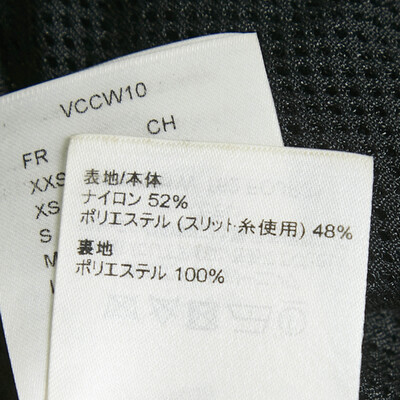 VCCW10
FR
CH
XXS
XS
S
表地/本体
ナイロン 52%
ポリエステル (スリット糸使用) 48%
裏地
ポリエステル 100%